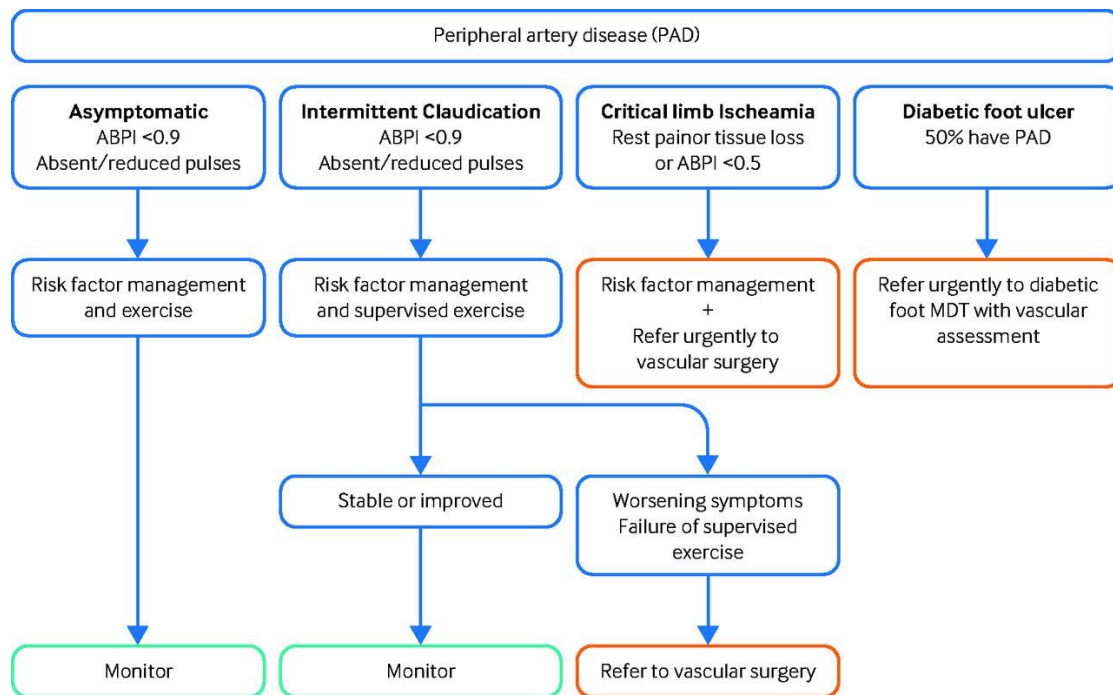 Peripheral artery disease (PAD)
Asymptomatic
ABPI <0.9
Absent/reduced pulses
Intermittent Claudication
ABPI <0.9
Absent/reduced pulses
Critical limb Ischeamia
Rest painor tissue loss
or ABPI <0.5
Diabetic foot ulcer
50% have PAD
Risk factor management
and exercise
Risk factor management
and supervised exercise
Risk factor management
+
Refer urgently to
vascular surgery
Refer urgently to diabetic
foot MDT with vascular
assessment
Stable or improved
Worsening symptoms
Failure of supervised
exercise
Monitor
Monitor
Refer to vascular surgery